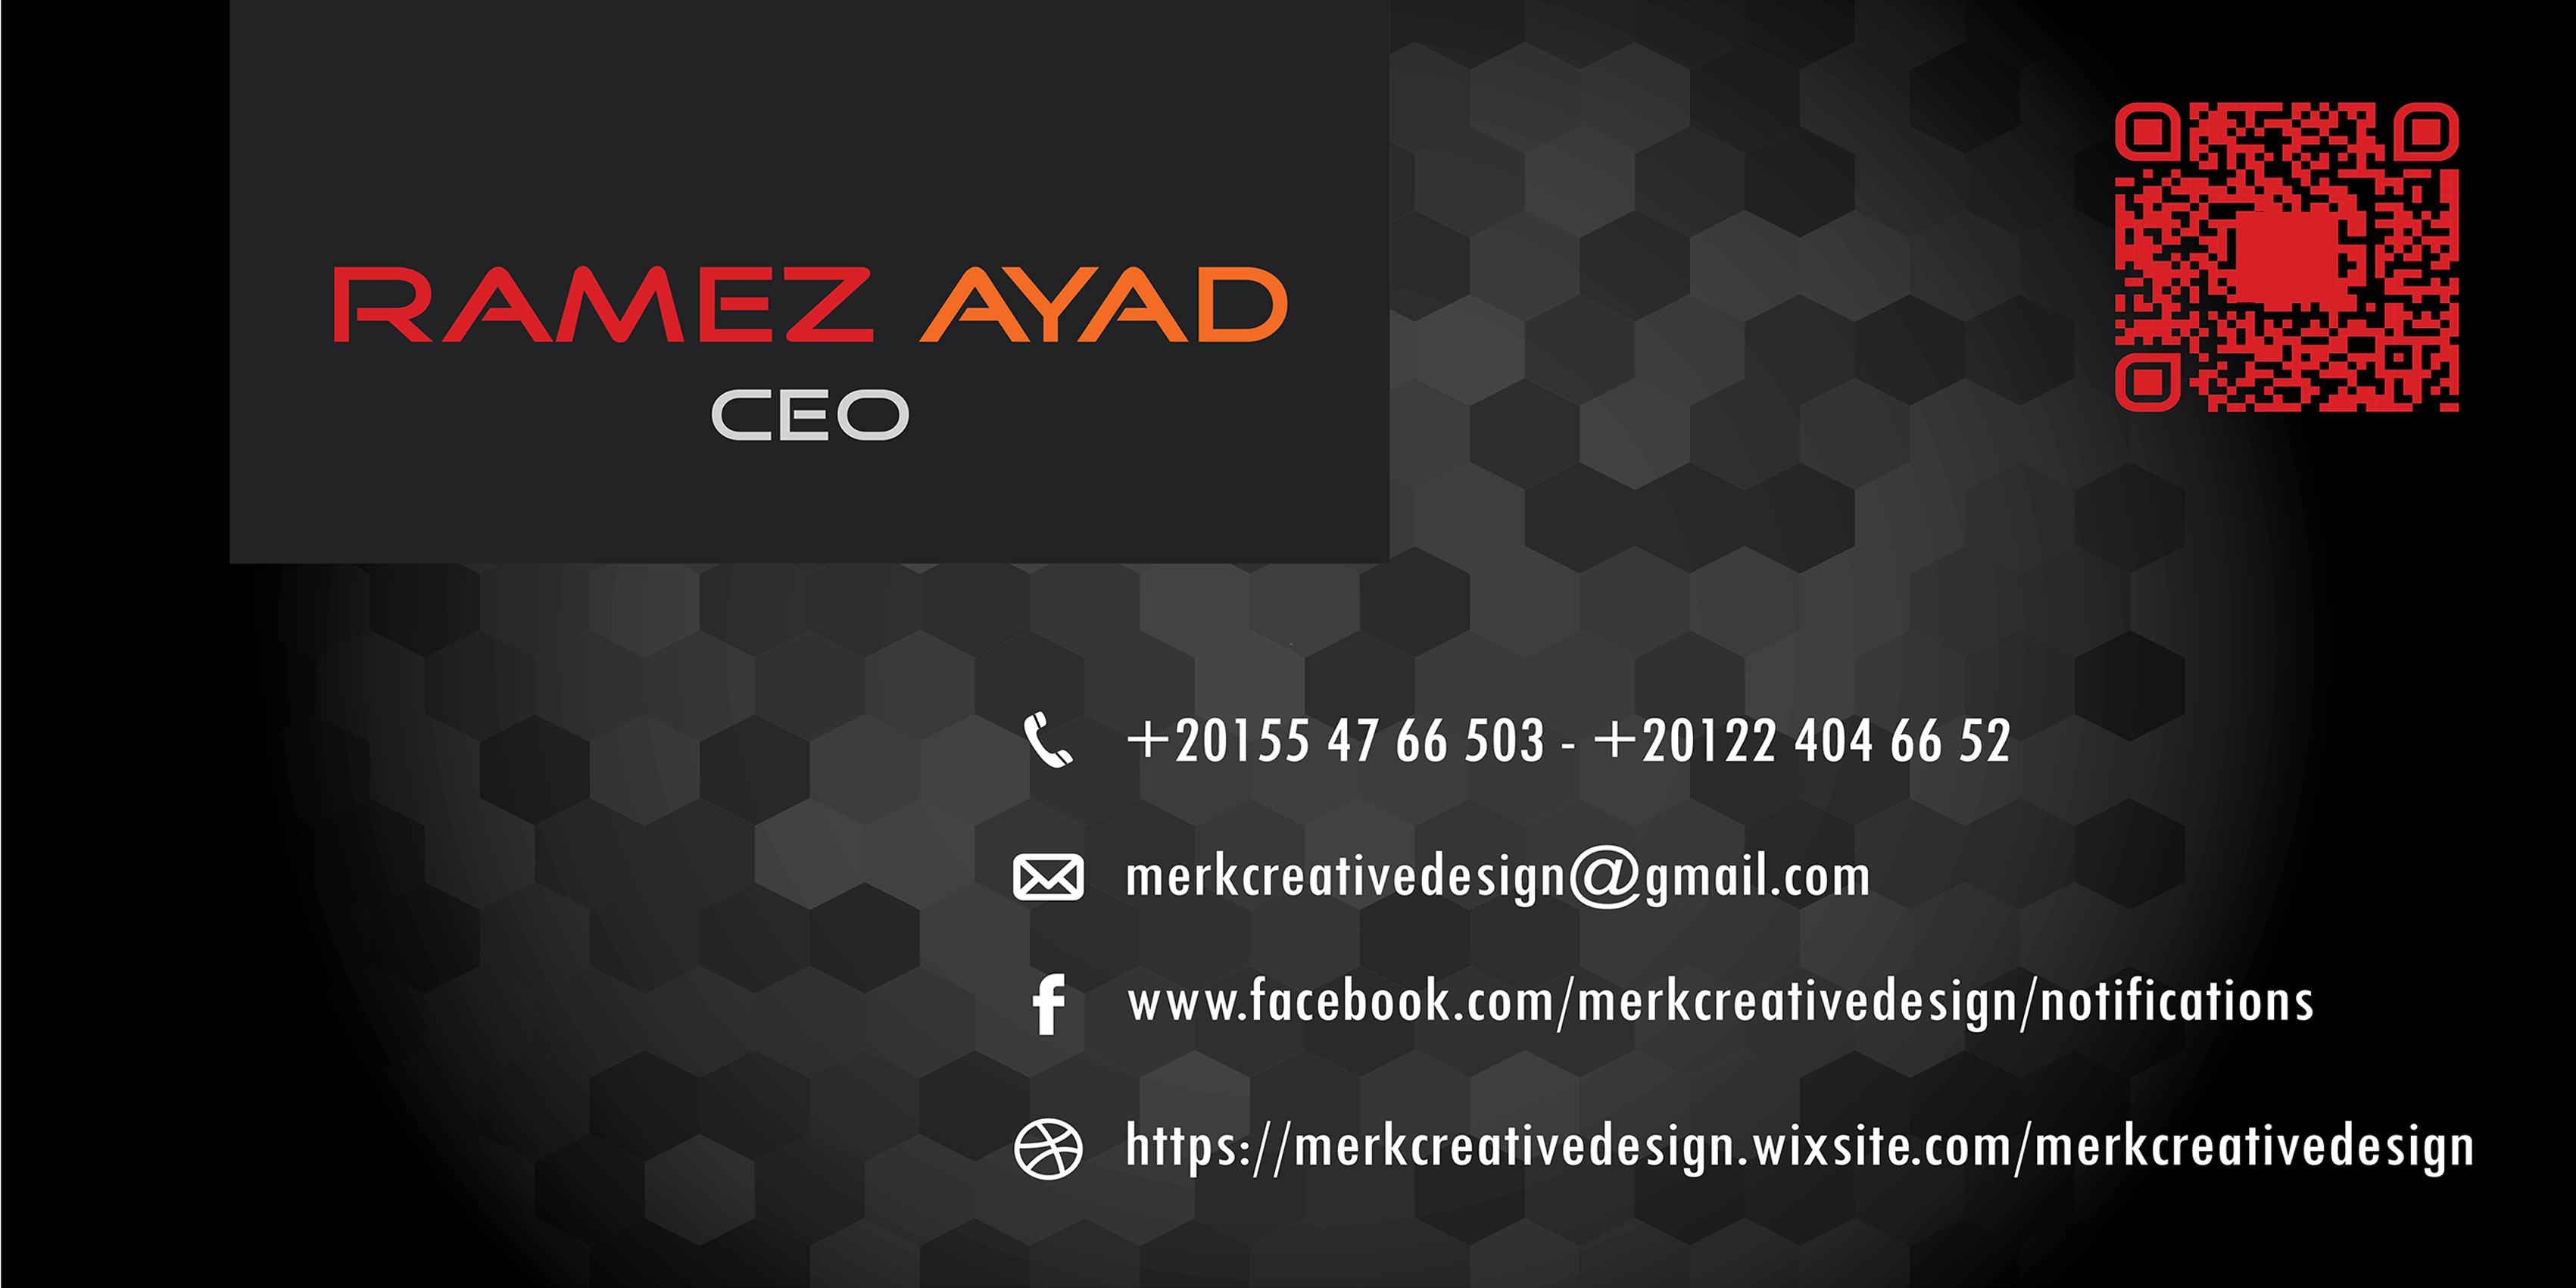 RAMEZ AYAD
CEO
+20155 47 66 503 - +20122 404 66 52
merkcreativedesign@gmail.com
www.facebook.com/merkcreativedesign/notifications
https://merkcreativedesign.wixsite.com/merkcreativedesign